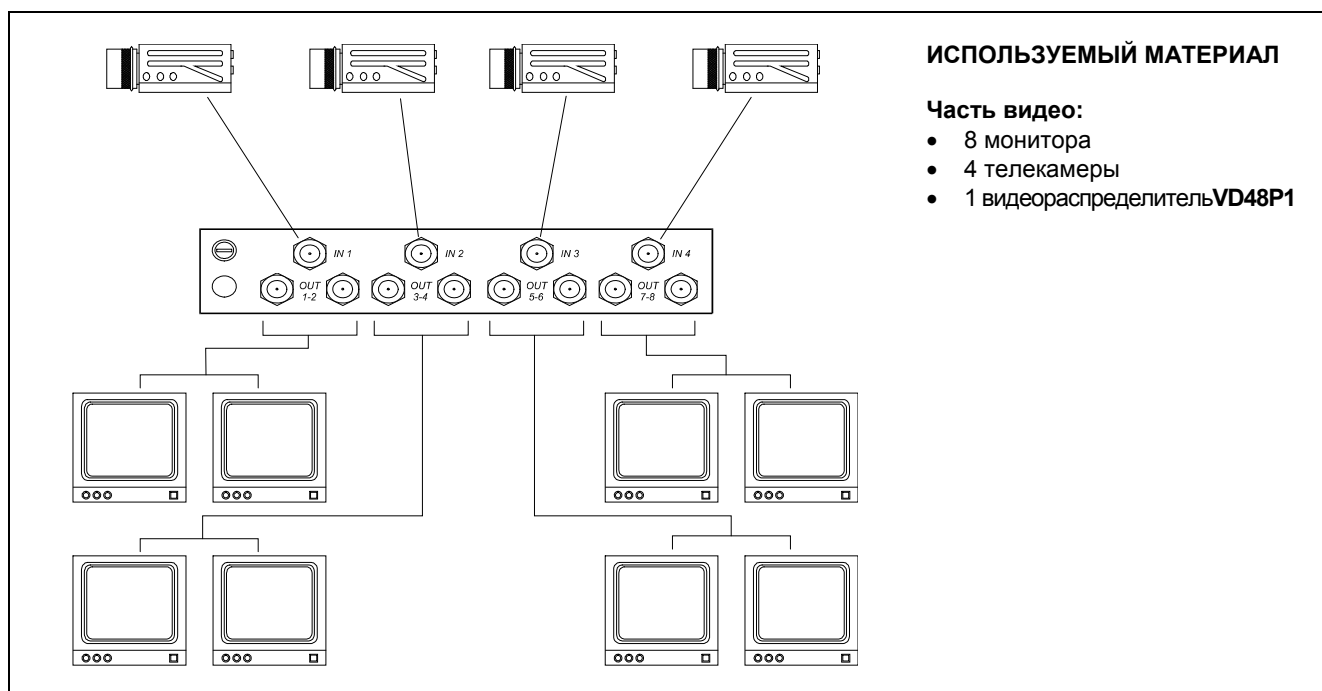 ИСПОЛЬЗУЕМЫЙ МАТЕРИАЛ
Часть видео:
• 8 монитора
• 4 телекамеры
• 1 видеораспределительVD48P1
IN 1
IN 2
IN 3
IN 4
OUT
1-2
OUT
3-4
OUT
5-6
OUT
7-8